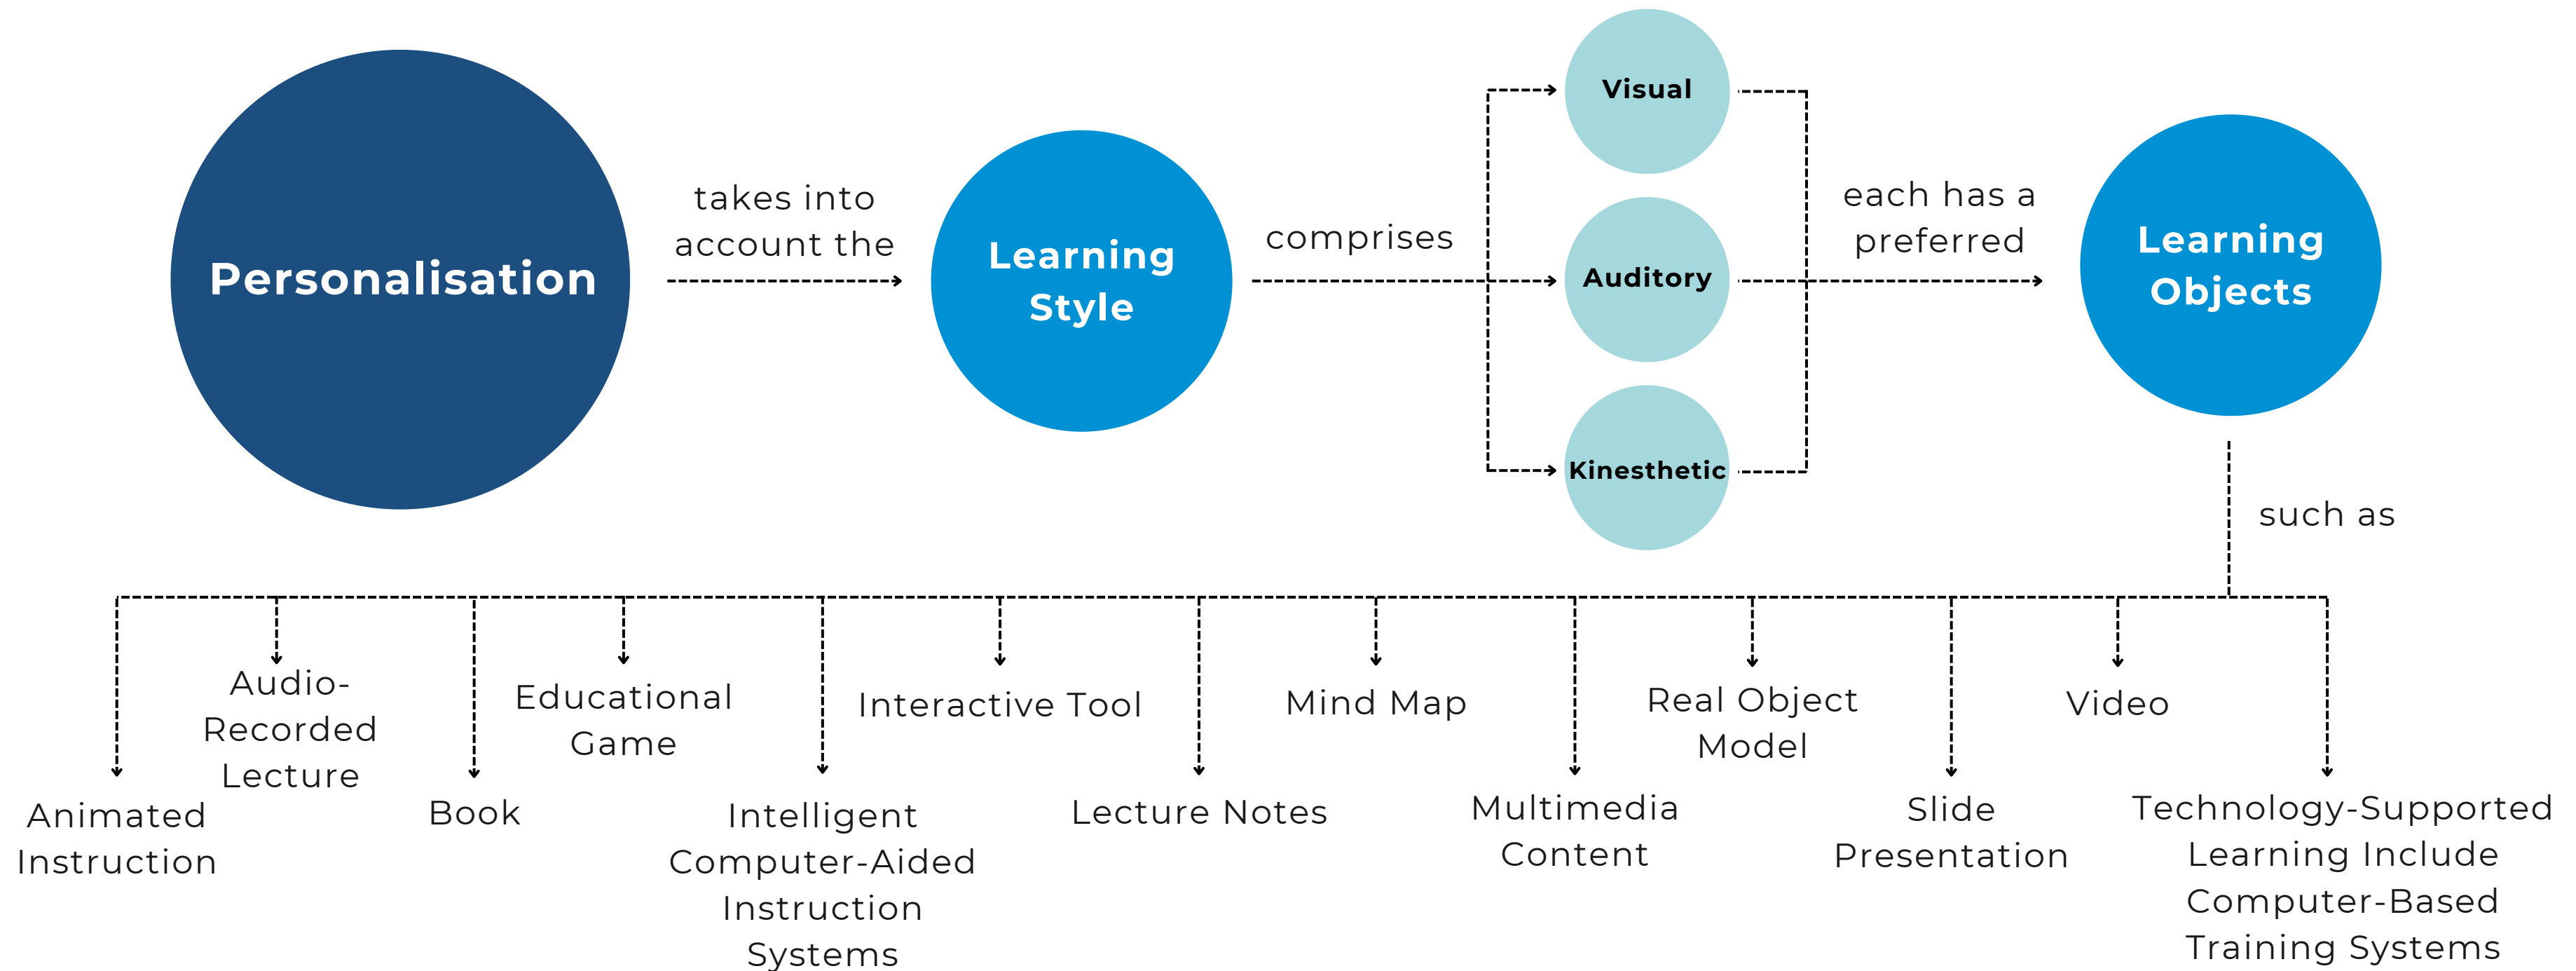 Personalisation
takes into
account the
Learning
Style
comprises
Visual
Auditory
Kinesthetic
each has a
preferred
Learning
Objects
such as
Animated
Instruction
Audio-
Recorded
Lecture
Book
Educational
Game
Intelligent
Computer-Aided
Instruction
Systems
Interactive Tool
Lecture Notes
Mind Map
Multimedia
Content
Real Object
Model
Slide
Presentation
Video
Technology-Supported
Learning Include
Computer-Based
Training Systems